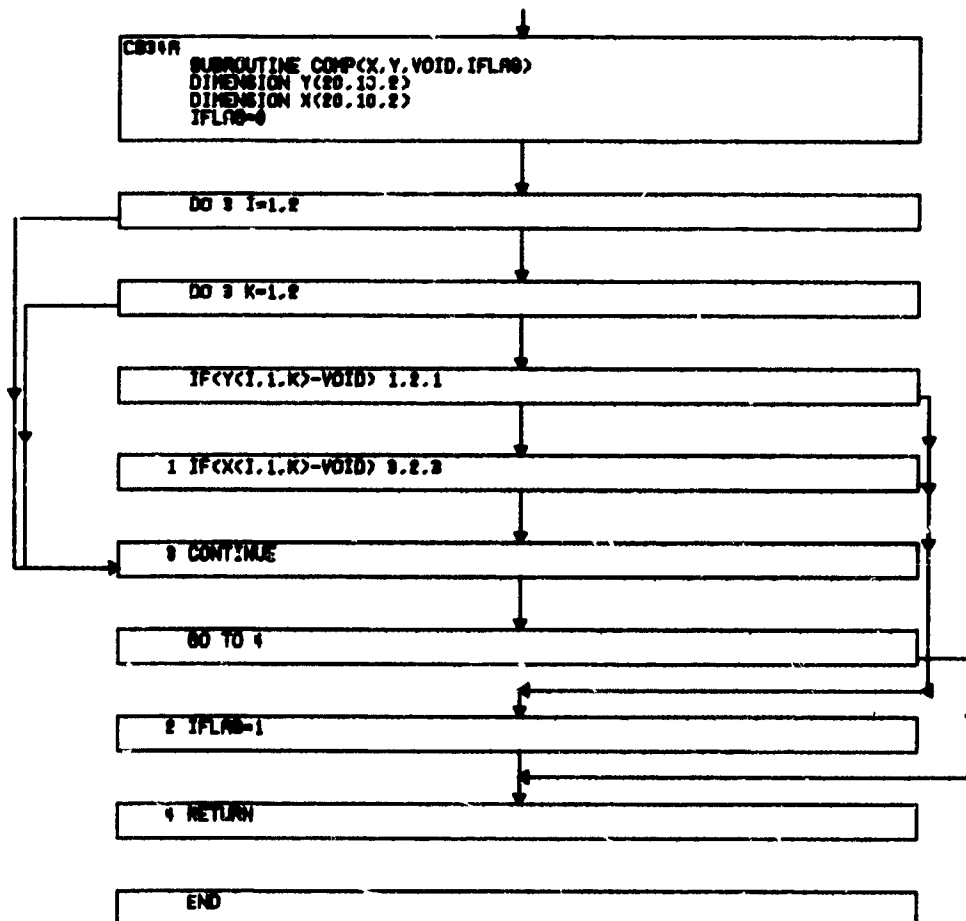 CB34A
SUBROUTINE COMP(X,Y,VOID,IFLAG)
DIMENSION Y(20,10,2)
DIMENSION X(20,10,2)
IFLAG=0
DO 3 I=1,2
DO 3 K=1,2
IF(Y(I,1,K)-VOID) 1,2,1
1 IF(X(I,1,K)-VOID) 3,2,3
3 CONTINUE
GO TO 4
2 IFLAG=1
4 RETURN
END